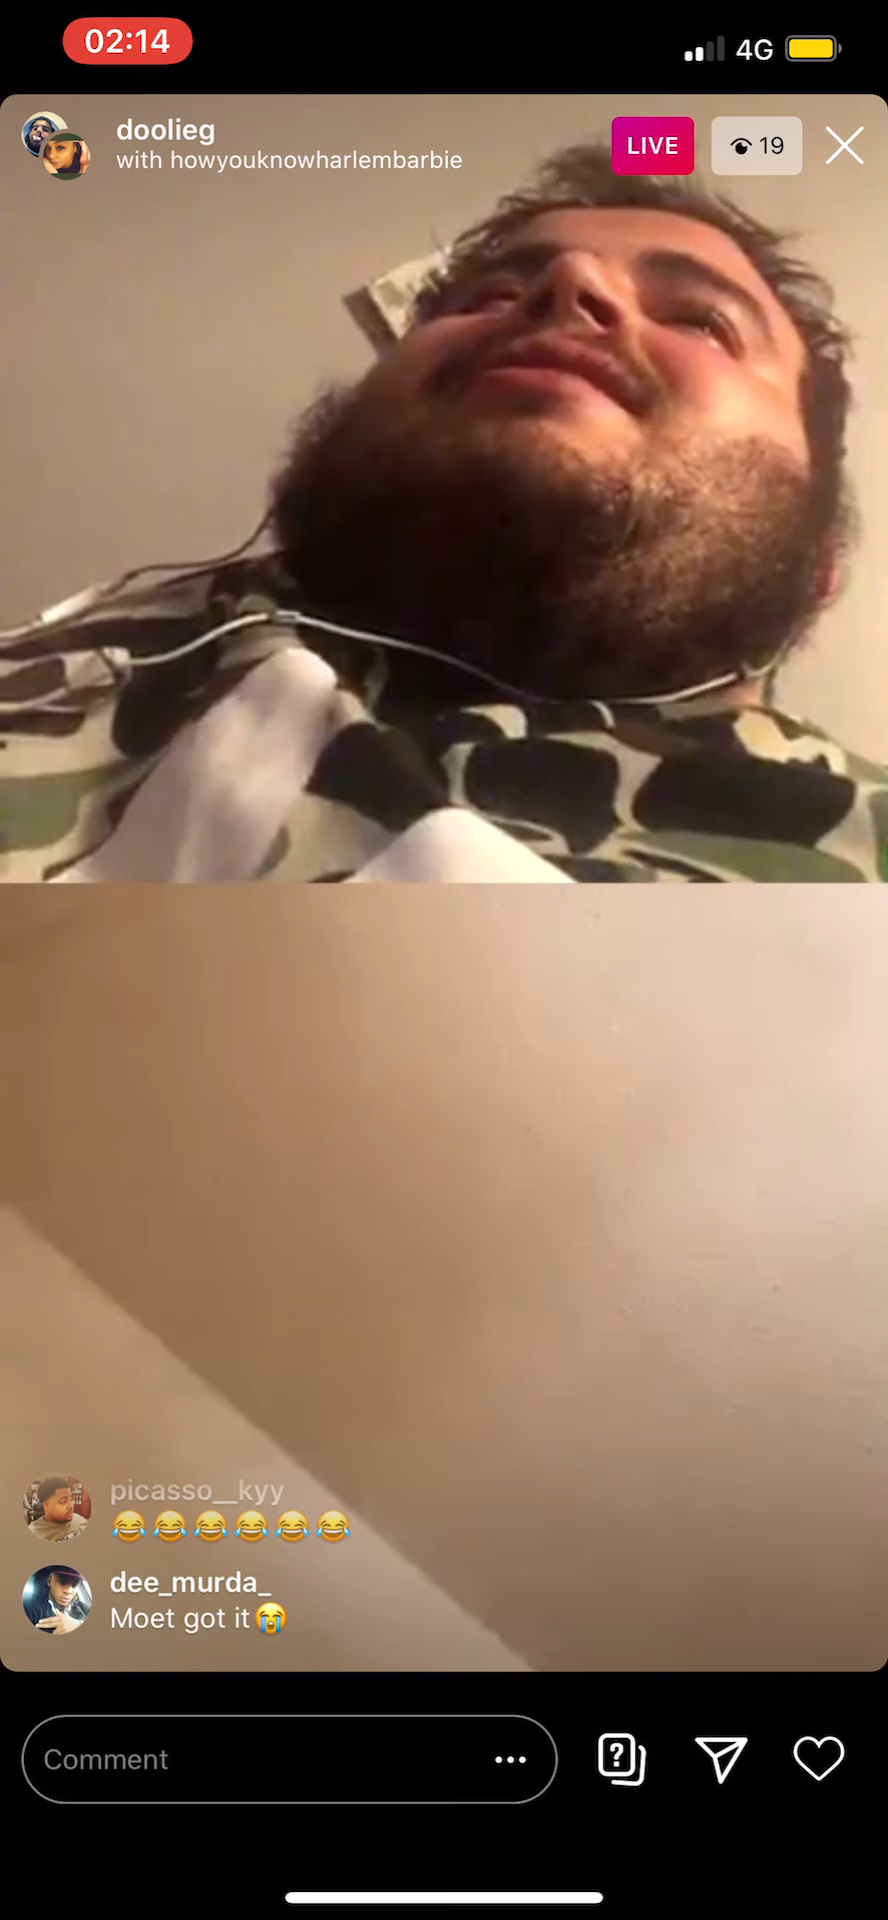 02:14
4G
doolieg
with howyouknowharlembarbie
LIVE
19
picasso__kyy
😂😂😂😂😂😂
dee_murda_
Moet got it😭
Comment